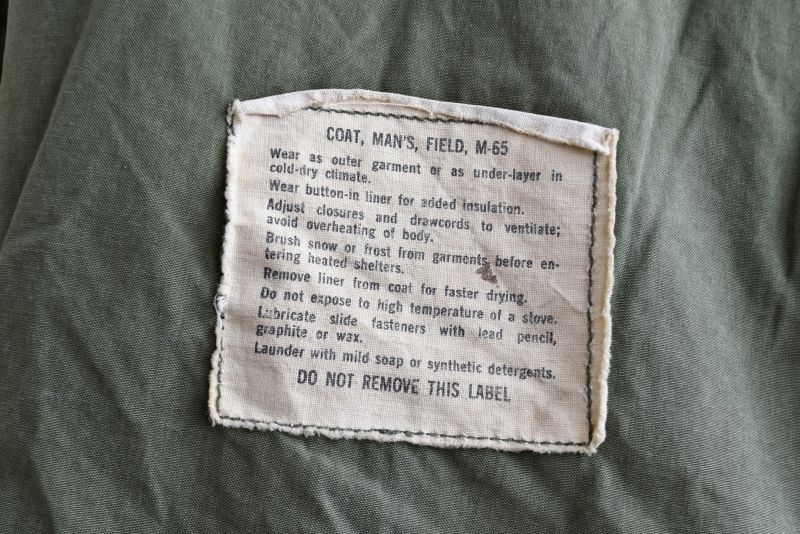 COAT, MAN'S, FIELD, M-65
Wear as outer garment or as under-layer in
cold-dry climate.
Wear button-in liner for added insulation.
Adjust closures and drawcords to ventilate;
avoid overheating of body.
Brush snow or frost from garments before en-
tering heated shelters.
Remove liner from coat for faster drying.
Do not expose to high temperature of a stove.
Lubricate slide fasteners with lead pencil,
graphite or wax.
Launder with mild soap or synthetic detergents.
DO NOT REMOVE THIS LABEL